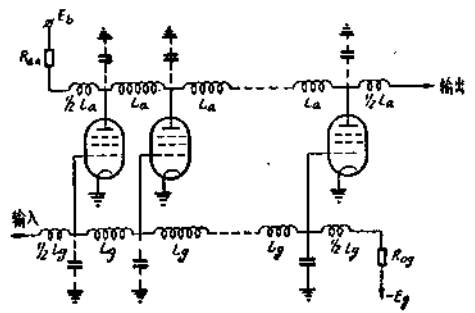 E_b
R_oa
½ L_a
L_a
L_a
L_a
½ L_a
输出
输入
½ L_g
L_g
L_g
L_g
½ L_g
R_og
-E_g